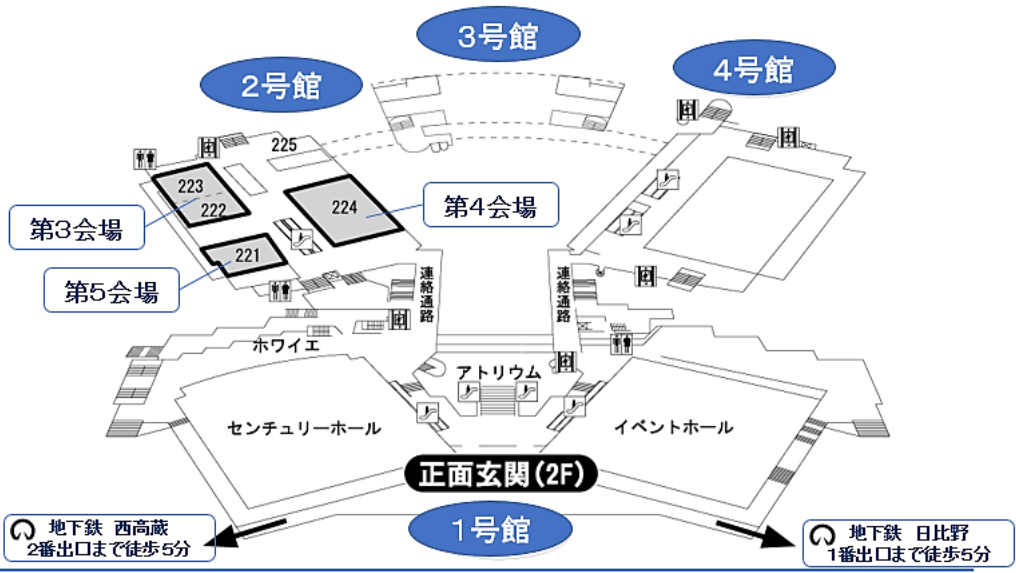 3号館
2号館
4号館
225
223
222
224
第4会場
第3会場
221
第5会場
連絡通路
連絡通路
ホワイエ
アトリウム
センチュリーホール
イベントホール
正面玄関(2F)
1号館
地下鉄 西高蔵
2番出口まで徒歩5分
地下鉄 日比野
1番出口まで徒歩5分